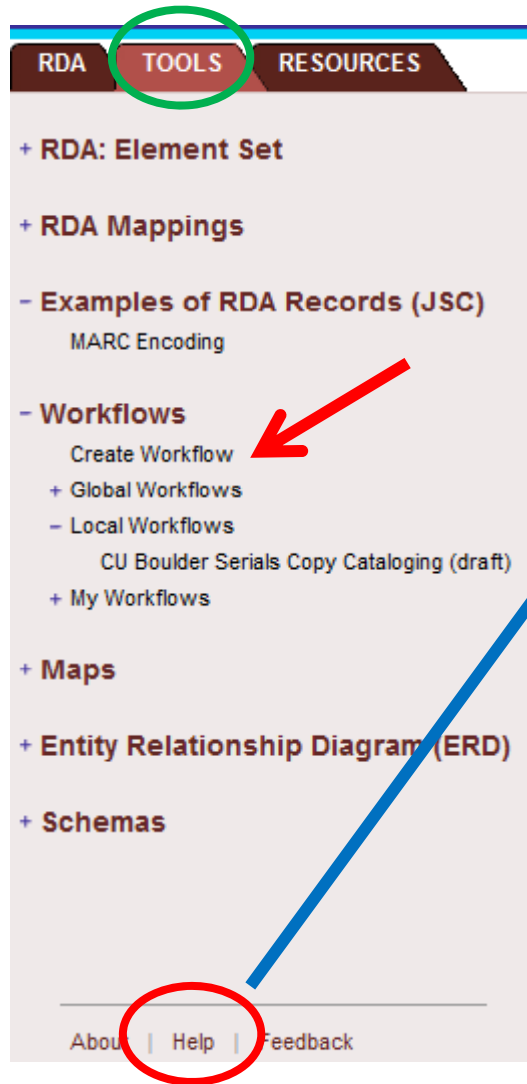 RDA TOOLS RESOURCES
+ RDA: Element Set
+ RDA Mappings
- Examples of RDA Records (JSC)
MARC Encoding
- Workflows
Create Workflow
+ Global Workflows
- Local Workflows
CU Boulder Serials Copy Cataloging (draft)
+ My Workflows
+ Maps
+ Entity Relationship Diagram (ERD)
+ Schemas
About | Help | Feedback